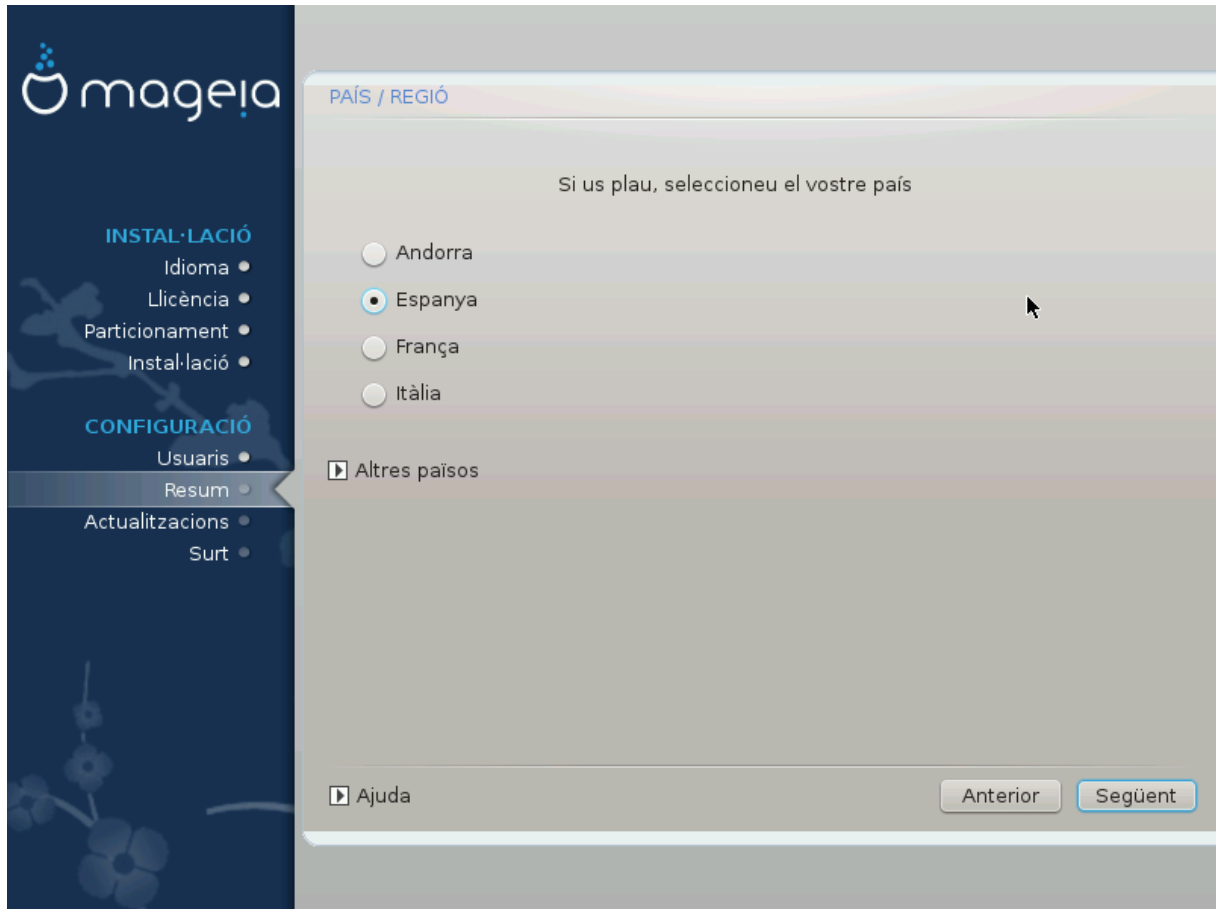 mageia
INSTAL·LACIÓ
Idioma
Llicència
Particionament
Instal·lació
CONFIGURACIÓ
Usuaris
Resum
Actualitzacions
Surt
PAÍS / REGIÓ
Si us plau, seleccioneu el vostre país
Andorra
Espanya
França
Itàlia
Altres països
Ajuda
Anterior
Següent